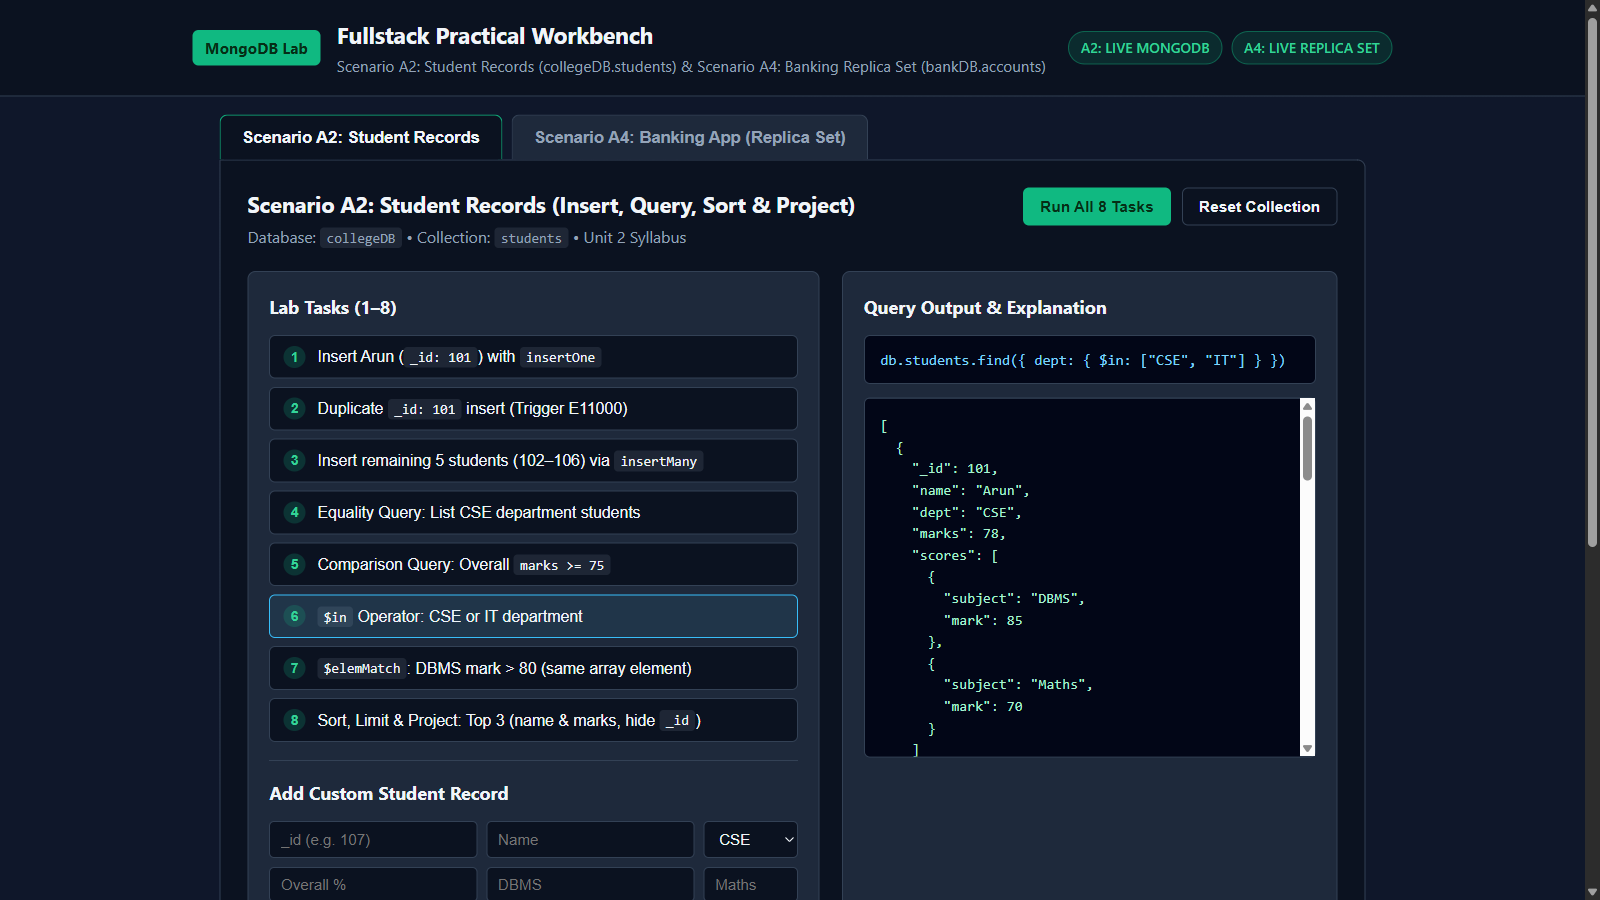 MongoDB Lab
Fullstack Practical Workbench
Scenario A2: Student Records (collegeDB.students) & Scenario A4: Banking Replica Set (bankDB.accounts)
A2: LIVE MONGODB
A4: LIVE REPLICA SET
Scenario A2: Student Records
Scenario A4: Banking App (Replica Set)
Scenario A2: Student Records (Insert, Query, Sort & Project)
Database: collegeDB • Collection: students • Unit 2 Syllabus
Run All 8 Tasks
Reset Collection
Lab Tasks (1–8)
1 Insert Arun ( _id: 101 ) with insertOne
2 Duplicate _id: 101 insert (Trigger E11000)
3 Insert remaining 5 students (102–106) via insertMany
4 Equality Query: List CSE department students
5 Comparison Query: Overall marks >= 75
6 $in Operator: CSE or IT department
7 $elemMatch : DBMS mark > 80 (same array element)
8 Sort, Limit & Project: Top 3 (name & marks, hide _id )
Add Custom Student Record
_id (e.g. 107)
Name
CSE
Overall %
DBMS
Maths
Query Output & Explanation
db.students.find({ dept: { $in: ["CSE", "IT"] } })
[
{
"_id": 101,
"name": "Arun",
"dept": "CSE",
"marks": 78,
"scores": [
{
"subject": "DBMS",
"mark": 85
},
{
"subject": "Maths",
"mark": 70
}
]